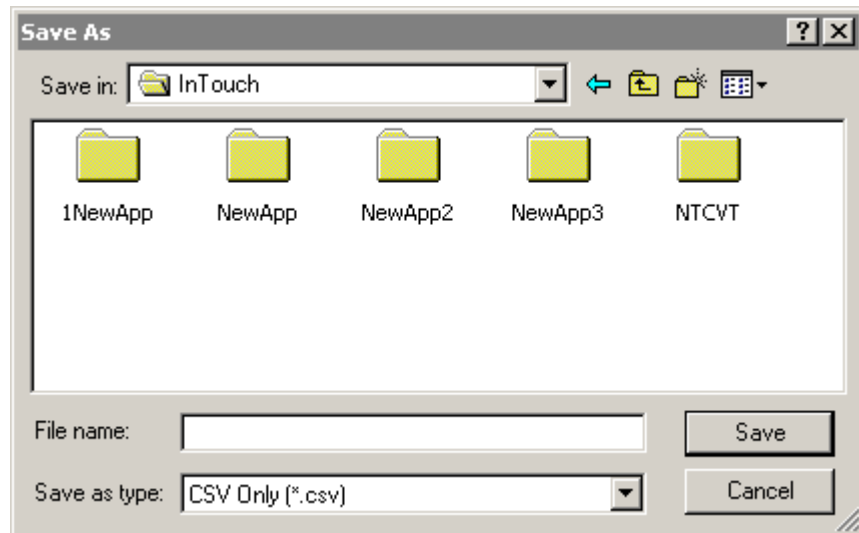 Save As
Save in: InTouch
1NewApp NewApp NewApp2 NewApp3 NTCVT
File name: Save
Save as type: CSV Only (*.csv) Cancel